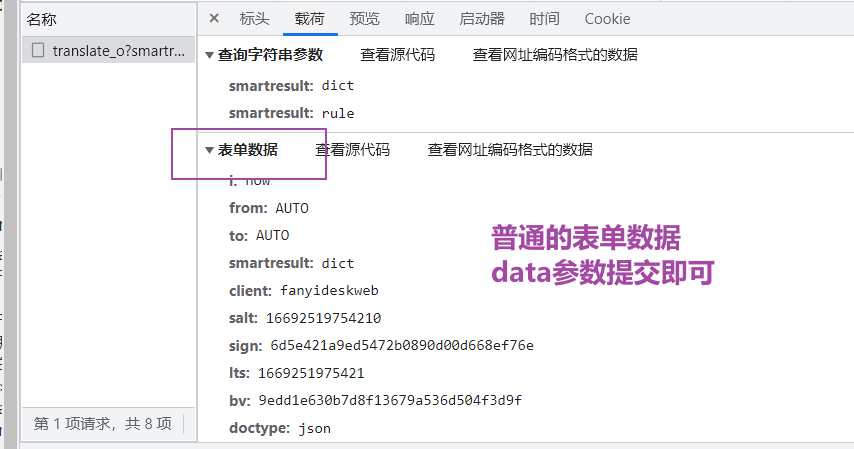 名称
× 标头 载荷 预览 响应 启动器 时间 Cookie
translate_o?smartr...
▼查询字符串参数 查看源代码 查看网址编码格式的数据
smartresult: dict
smartresult: rule
▼表单数据 查看源代码 查看网址编码格式的数据
i: how
from: AUTO
to: AUTO
smartresult: dict
client: fanyideskweb
salt: 16692519754210
sign: 6d5e421a9ed5472b0890d00d668ef76e
lts: 1669251975421
bv: 9edd1e630b7d8f13679a536d504f3d9f
doctype: json
普通的表单数据
data参数提交即可
第 1 项请求，共 8 项